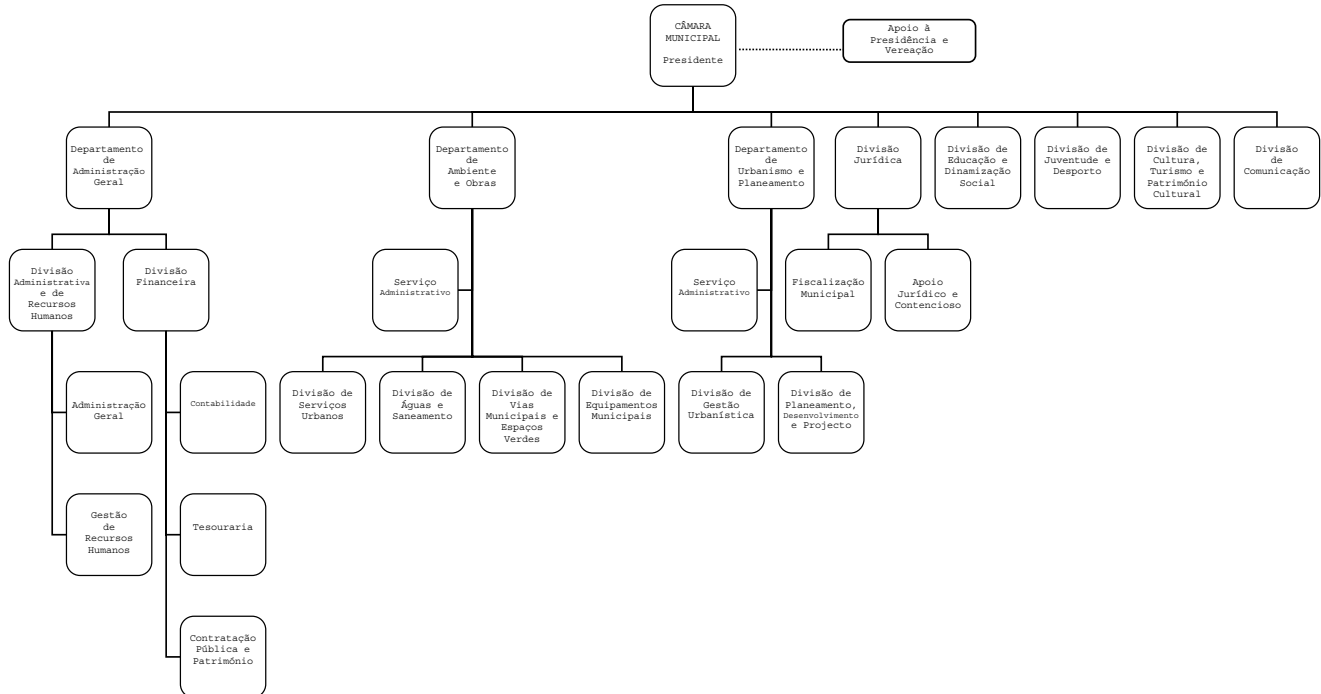 CÂMARA
MUNICIPAL
Presidente
Apoio à
Presidência e
Vereação
Departamento
de
Administração
Geral
Departamento
de
Ambiente
e Obras
Departamento
de
Urbanismo e
Planeamento
Divisão
Jurídica
Divisão de
Educação e
Dinamização
Social
Divisão de
Juventude e
Desporto
Divisão de
Cultura,
Turismo e
Património
Cultural
Divisão
de
Comunicação
Divisão
Administrativa
e de
Recursos
Humanos
Divisão
Financeira
Serviço
Administrativo
Serviço
Administrativo
Fiscalização
Municipal
Apoio
Jurídico e
Contencioso
Administração
Geral
Contabilidade
Divisão de
Serviços
Urbanos
Divisão de
Águas e
Saneamento
Divisão de
Vias
Municipais e
Espaços
Verdes
Divisão de
Equipamentos
Municipais
Divisão de
Gestão
Urbanística
Divisão de
Planeamento,
Desenvolvimento
e Projecto
Gestão
de
Recursos
Humanos
Tesouraria
Contratação
Pública e
Património